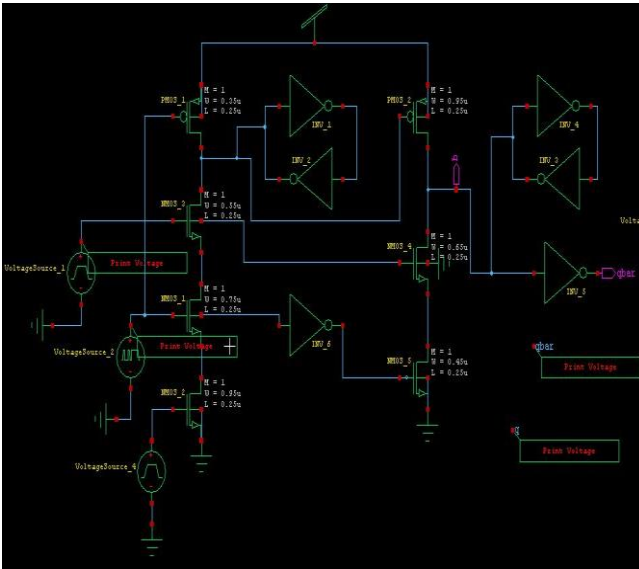 PMOS_1
M = 1
W = 0.35u
L = 0.25u
INV_1
INV_2
PMOS_2
M = 1
W = 0.95u
L = 0.25u
INV_4
INV_3
NMOS_3
M = 1
W = 0.55u
L = 0.25u
NMOS_4
M = 1
W = 0.65u
L = 0.25u
Volta
VoltageSource_1
Print Voltage
INV_5
qbar
NMOS_1
M = 1
W = 0.75u
L = 0.25u
VoltageSource_2
Print Voltage
INV_6
qbar
Print Voltage
NMOS_2
M = 1
W = 0.95u
L = 0.25u
NMOS_5
M = 1
W = 0.45u
L = 0.25u
q
Print Voltage
VoltageSource_4